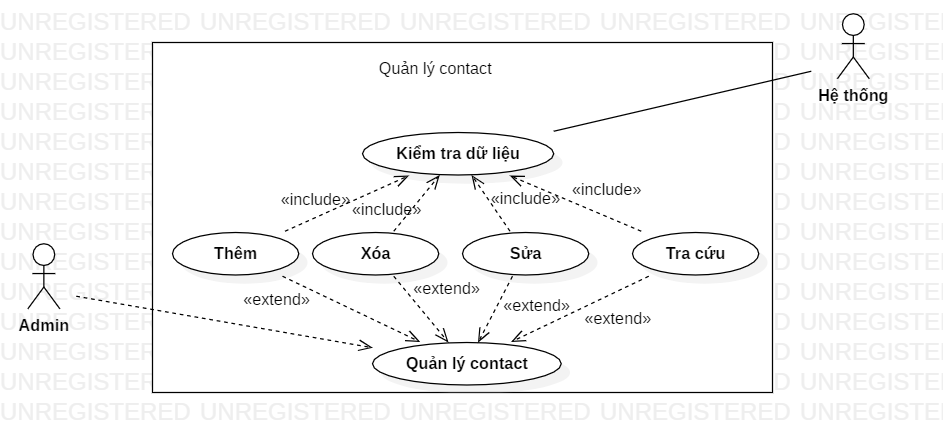 UNREGISTERED UNREGISTERED UNREGISTERED UNREGISTERED UNREGISTERED
Quản lý contact
Hệ thống
Kiểm tra dữ liệu
«include»
«include»
«include»
«include»
Thêm
Xóa
Sửa
Tra cứu
«extend»
«extend»
«extend»
«extend»
Admin
Quản lý contact